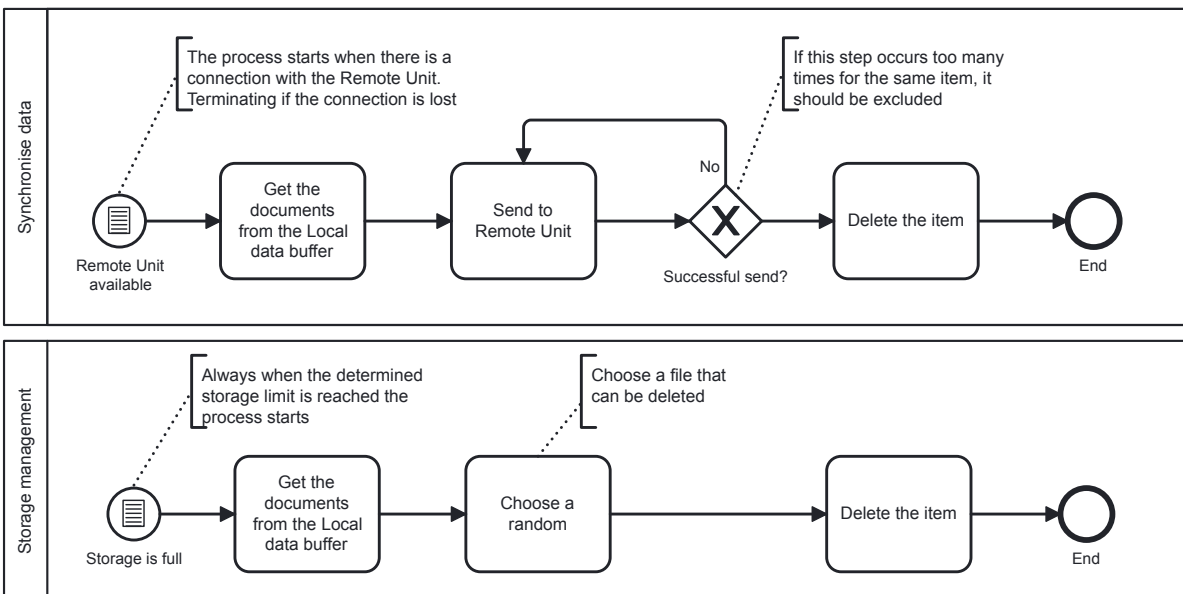 Synchronise data
The process starts when there is a
connection with the Remote Unit.
Terminating if the connection is lost
If this step occurs too many
times for the same item, it
should be excluded
No
Get the
documents
from the Local
data buffer
Send to
Remote Unit
Delete the item
Remote Unit
available
Successful send?
End
Storage management
Always when the determined
storage limit is reached the
process starts
Choose a file that
can be deleted
Get the
documents
from the Local
data buffer
Choose a
random
Delete the item
Storage is full
End